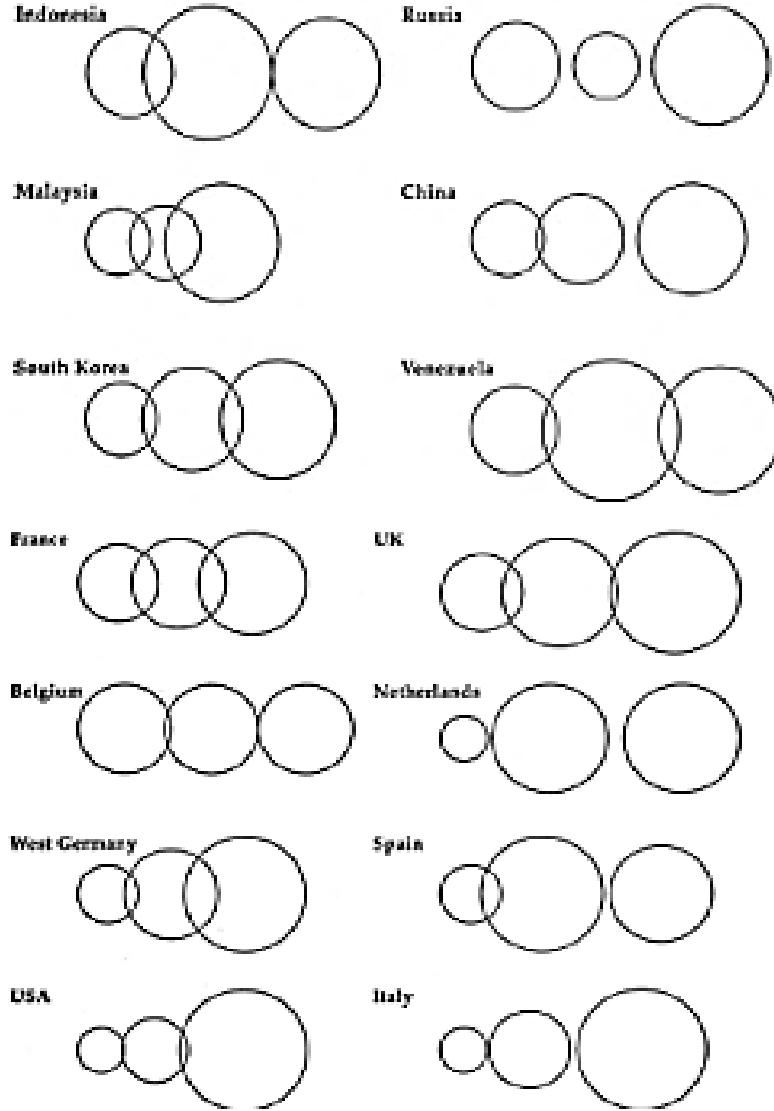 Indonesia
Russia
Malaysia
China
South Korea
Venezuela
France
UK
Belgium
Netherlands
West Germany
Spain
USA
Italy